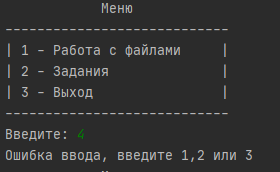 Меню
----------------------------
| 1 – Работа с файлами     |
| 2 – Задания              |
| 3 – Выход                |
----------------------------
Введите: 4
Ошибка ввода, введите 1,2 или 3